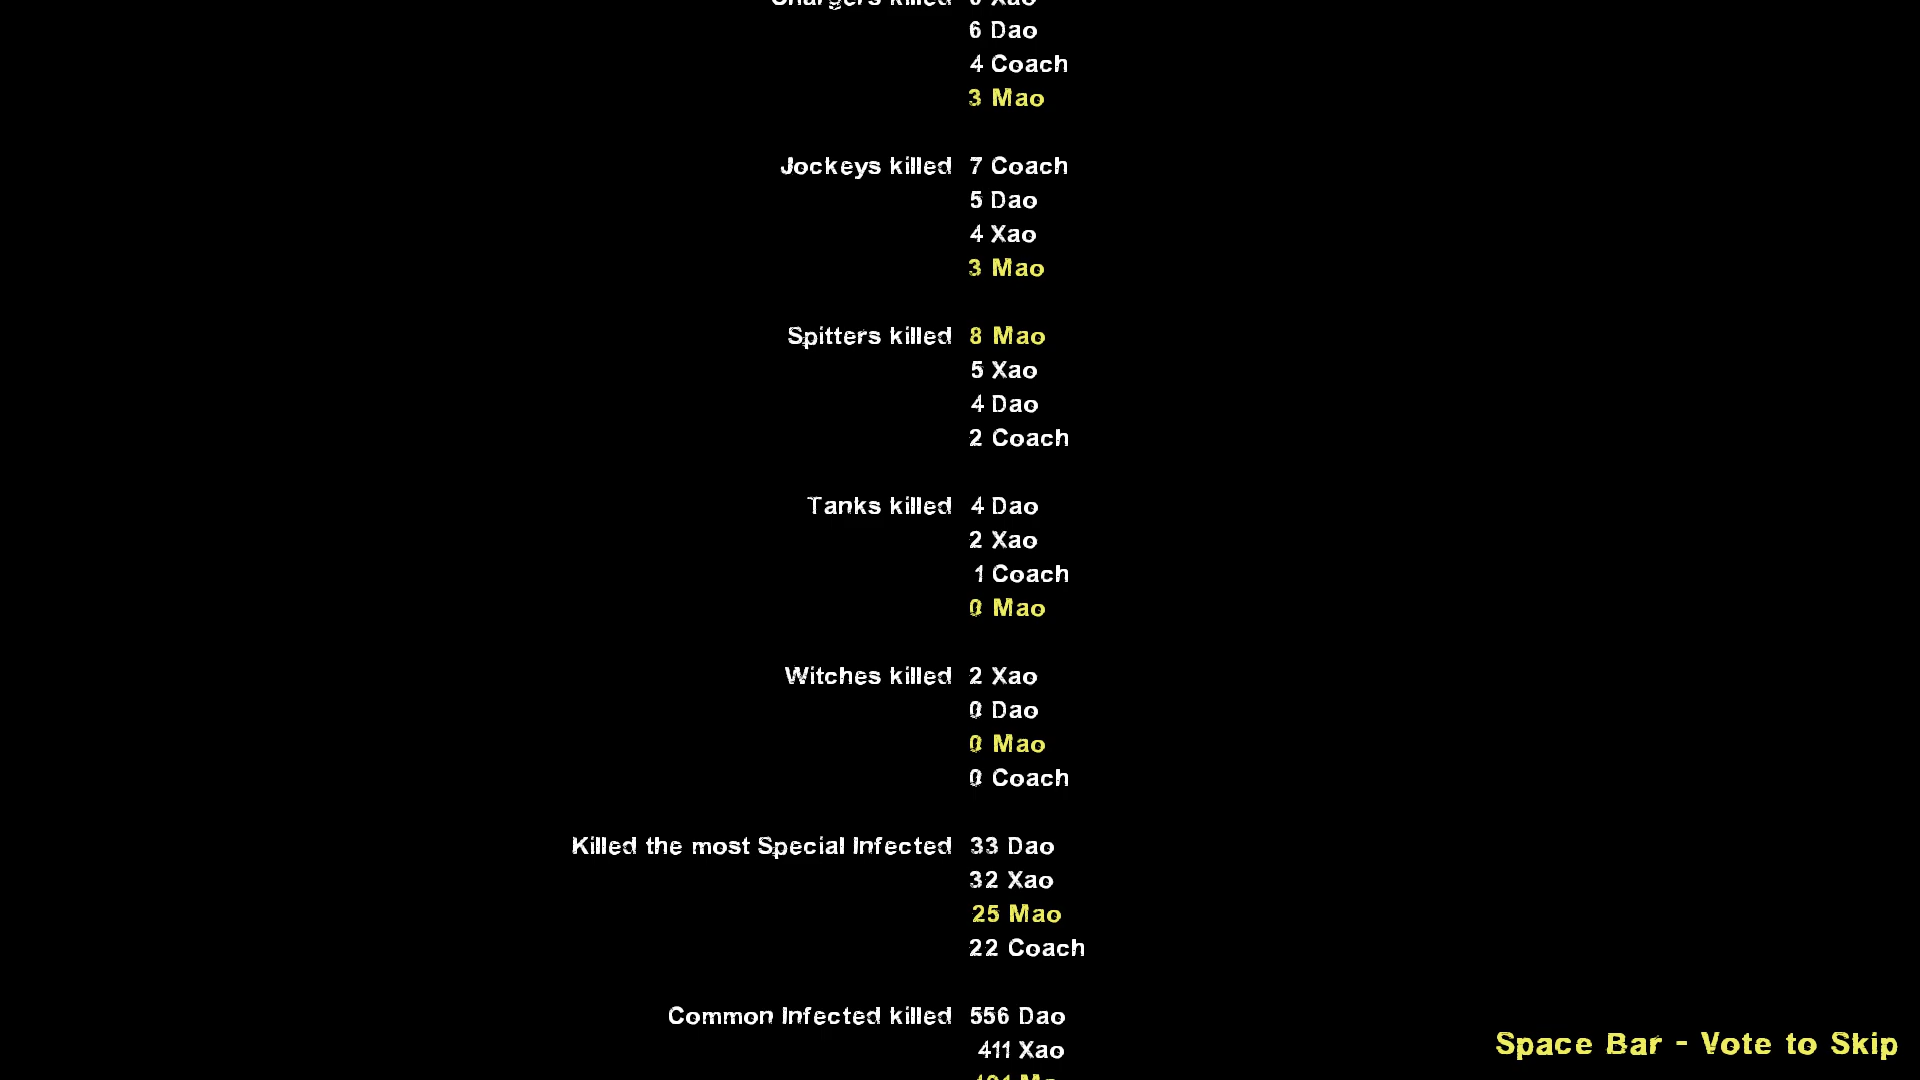 Chargers killed Xao
6 Dao
4 Coach
3 Mao
Jockeys killed 7 Coach
5 Dao
4 Xao
3 Mao
Spitters killed 8 Mao
5 Xao
4 Dao
2 Coach
Tanks killed 4 Dao
2 Xao
1 Coach
0 Mao
Witches killed 2 Xao
0 Dao
0 Mao
0 Coach
Killed the most Special Infected 33 Dao
32 Xao
25 Mao
22 Coach
Common Infected killed 556 Dao
411 Xao
Space Bar - Vote to Skip